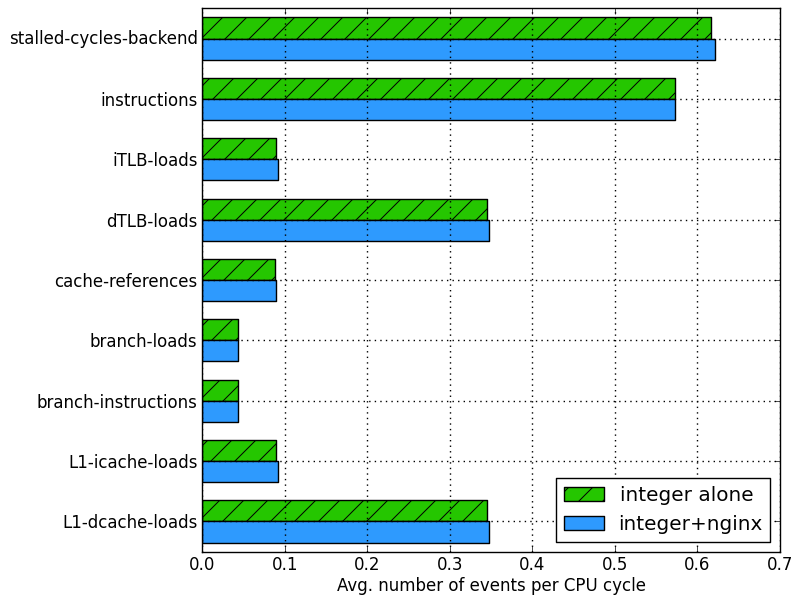 stalled-cycles-backend
instructions
iTLB-loads
dTLB-loads
cache-references
branch-loads
branch-instructions
L1-icache-loads
L1-dcache-loads
integer alone
integer+nginx
0.0 0.1 0.2 0.3 0.4 0.5 0.6 0.7
Avg. number of events per CPU cycle